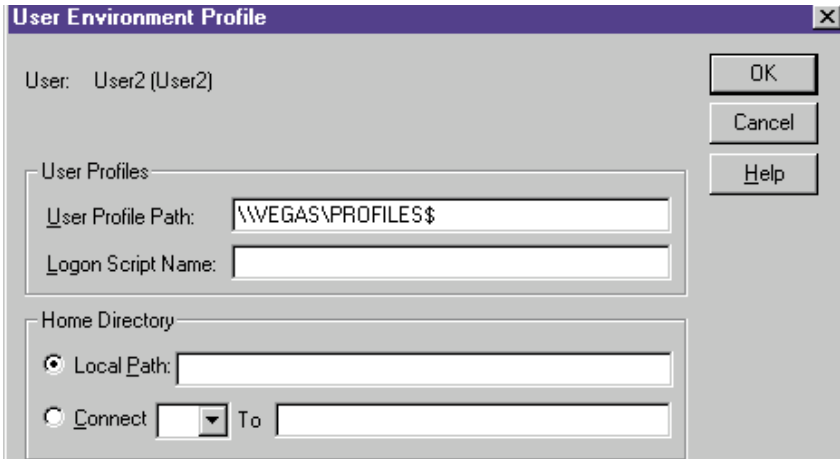 User Environment Profile
User: User2 (User2)
OK
Cancel
Help
User Profiles
User Profile Path: \\VEGAS\PROFILES$
Logon Script Name:
Home Directory
Local Path:
Connect To